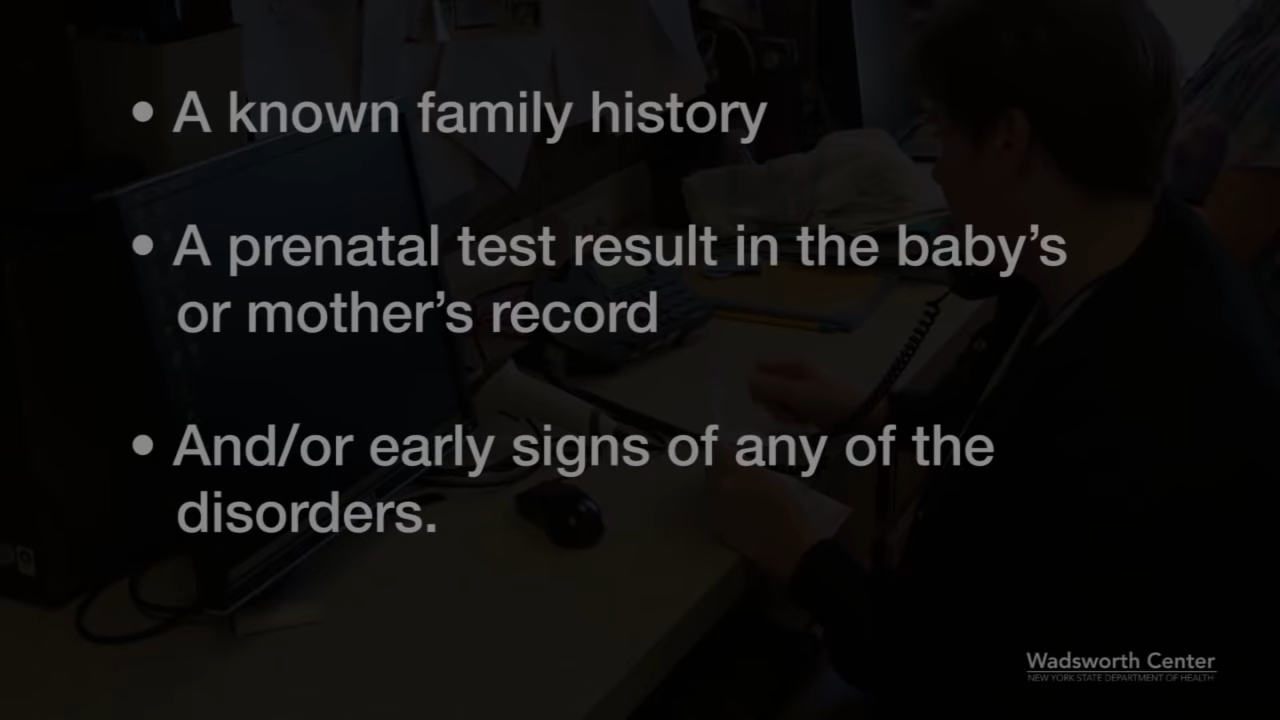 • A known family history
• A prenatal test result in the baby’s
or mother’s record
• And/or early signs of any of the
disorders.
Wadsworth Center
NEW YORK STATE DEPARTMENT OF HEALTH